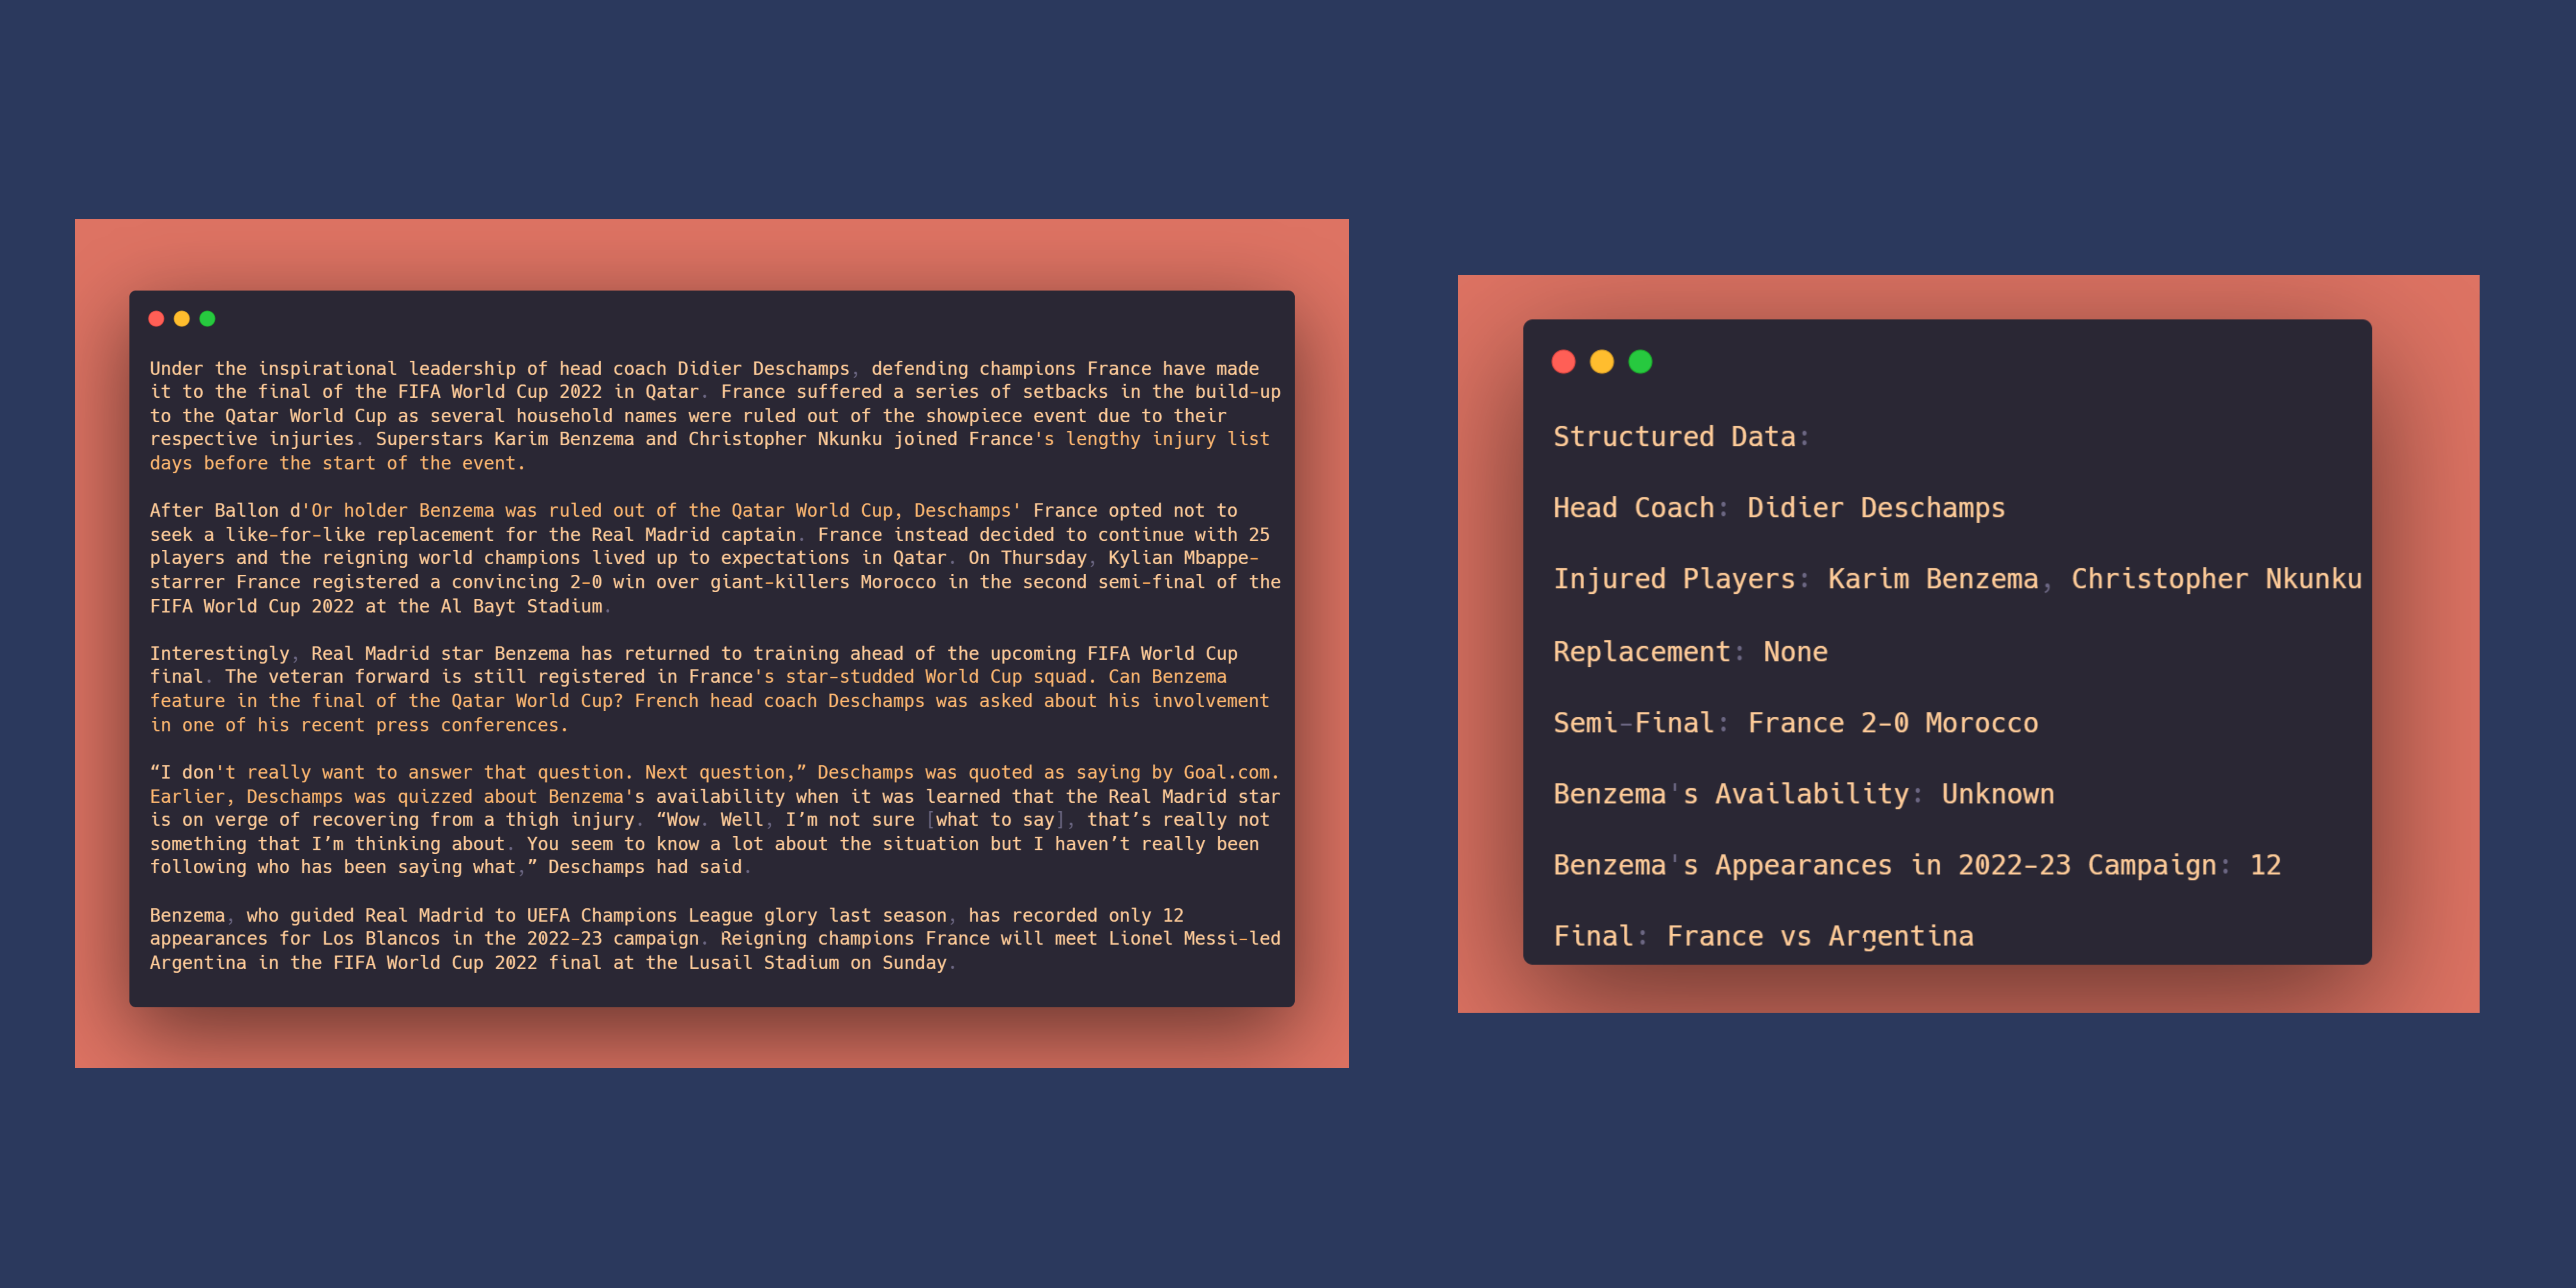 Under the inspirational leadership of head coach Didier Deschamps, defending champions France have made
it to the final of the FIFA World Cup 2022 in Qatar. France suffered a series of setbacks in the build-up
to the Qatar World Cup as several household names were ruled out of the showpiece event due to their
respective injuries. Superstars Karim Benzema and Christopher Nkunku joined France's lengthy injury list
days before the start of the event.
After Ballon d'Or holder Benzema was ruled out of the Qatar World Cup, Deschamps' France opted not to
seek a like-for-like replacement for the Real Madrid captain. France instead decided to continue with 25
players and the reigning world champions lived up to expectations in Qatar. On Thursday, Kylian Mbappe-
starrer France registered a convincing 2-0 win over giant-killers Morocco in the second semi-final of the
FIFA World Cup 2022 at the Al Bayt Stadium.
Interestingly, Real Madrid star Benzema has returned to training ahead of the upcoming FIFA World Cup
final. The veteran forward is still registered in France's star-studded World Cup squad. Can Benzema
feature in the final of the Qatar World Cup? French head coach Deschamps was asked about his involvement
in one of his recent press conferences.
“I don't really want to answer that question. Next question,” Deschamps was quoted as saying by Goal.com.
Earlier, Deschamps was quizzed about Benzema's availability when it was learned that the Real Madrid star
is on verge of recovering from a thigh injury. “Wow. Well, I’m not sure [what to say], that’s really not
something that I’m thinking about. You seem to know a lot about the situation but I haven’t really been
following who has been saying what,” Deschamps had said.
Benzema, who guided Real Madrid to UEFA Champions League glory last season, has recorded only 12
appearances for Los Blancos in the 2022-23 campaign. Reigning champions France will meet Lionel Messi-led
Argentina in the FIFA World Cup 2022 final at the Lusail Stadium on Sunday.
Structured Data:
Head Coach: Didier Deschamps
Injured Players: Karim Benzema, Christopher Nkunku
Replacement: None
Semi-Final: France 2-0 Morocco
Benzema's Availability: Unknown
Benzema's Appearances in 2022-23 Campaign: 12
Final: France vs Argentina